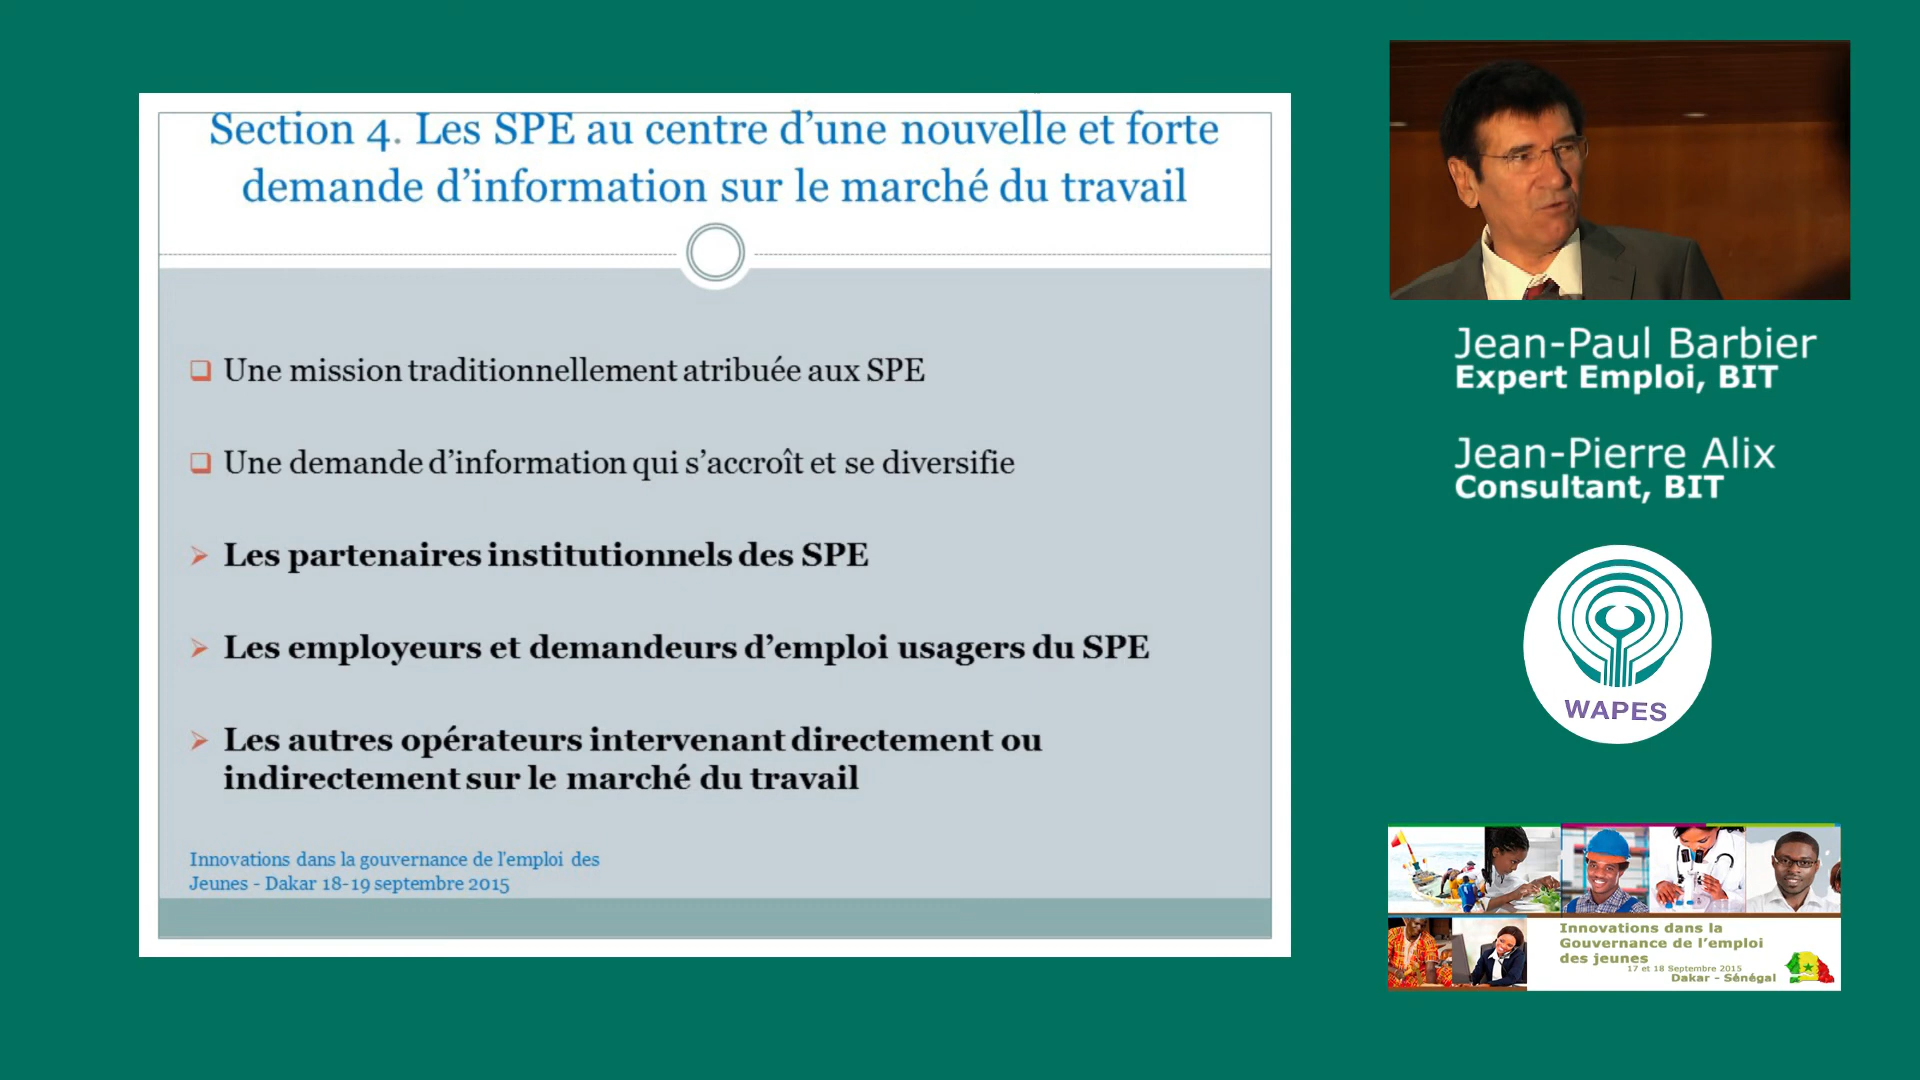 Section 4. Les SPE au centre d’une nouvelle et forte
demande d’information sur le marché du travail
Une mission traditionnellement atribuée aux SPE
Une demande d’information qui s’accroît et se diversifie
Les partenaires institutionnels des SPE
Les employeurs et demandeurs d’emploi usagers du SPE
Les autres opérateurs intervenant directement ou
indirectement sur le marché du travail
Innovations dans la gouvernance de l'emploi des
Jeunes - Dakar 18-19 septembre 2015
Jean-Paul Barbier
Expert Emploi, BIT
Jean-Pierre Alix
Consultant, BIT
WAPES
Innovations dans la
Gouvernance de l’emploi
des jeunes
17 et 18 Septembre 2015
Dakar - Sénégal